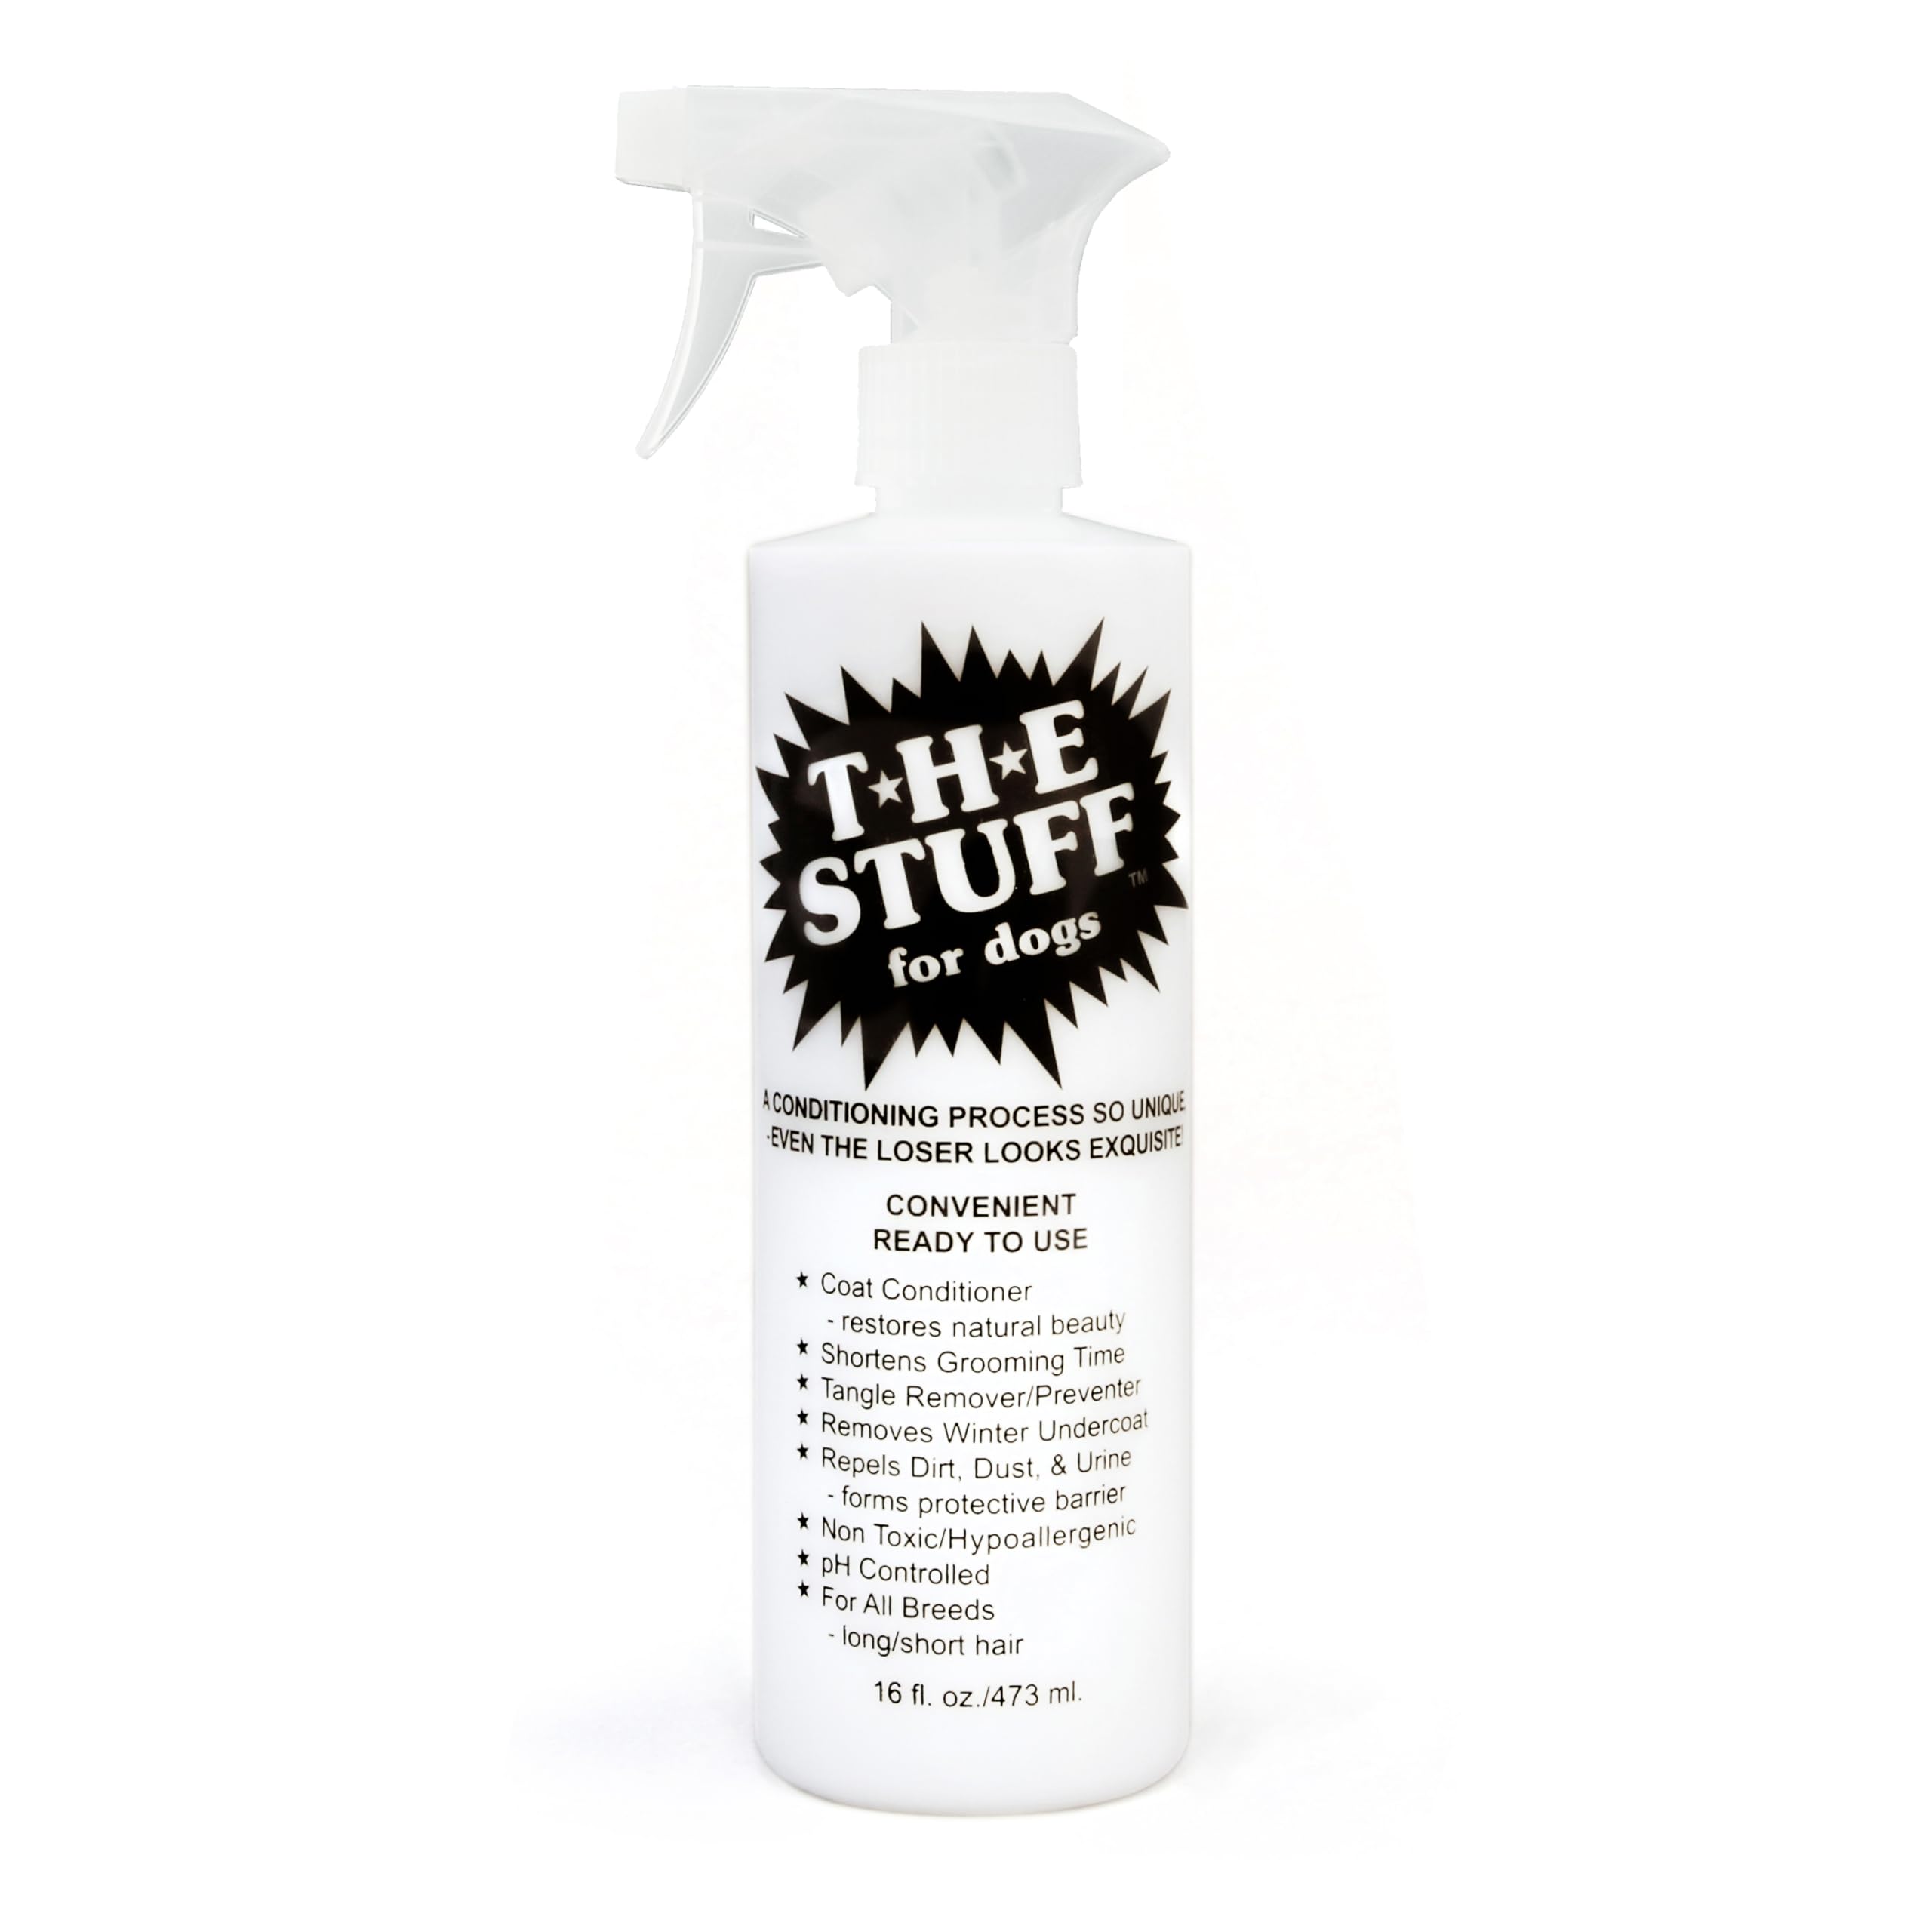 T★H★E
STUFF™
for dogs
A CONDITIONING PROCESS SO UNIQUE
-EVEN THE LOSER LOOKS EXQUISITE!
CONVENIENT
READY TO USE
★ Coat Conditioner
- restores natural beauty
★ Shortens Grooming Time
★ Tangle Remover/Preventer
★ Removes Winter Undercoat
★ Repels Dirt, Dust, & Urine
- forms protective barrier
★ Non Toxic/Hypoallergenic
★ pH Controlled
★ For All Breeds
- long/short hair
16 fl. oz./473 ml.